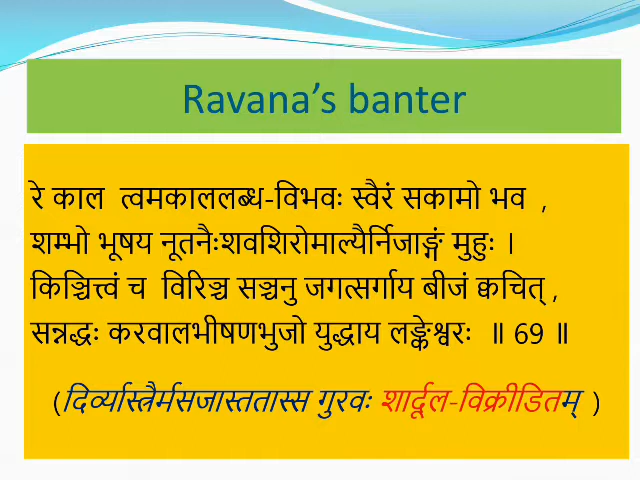 Ravana’s banter
रे काल त्वमकाललब्ध-विभवः स्वैरं सकामो भव ,
शम्भो भूषय नूतनैःशवशिरोमाल्यैर्निजाङ्गं मुहुः ।
किञ्चित्त्वं च विरिञ्च सञ्चनु जगत्सर्गाय बीजं क्वचित् ,
सन्नद्धः करवालभीषणभुजो युद्धाय लङ्केश्वरः ॥ 69 ॥
(दिर्व्यास्त्रैर्मसजास्ततास्स गुरवः शार्दूल-विक्रीडितम् )